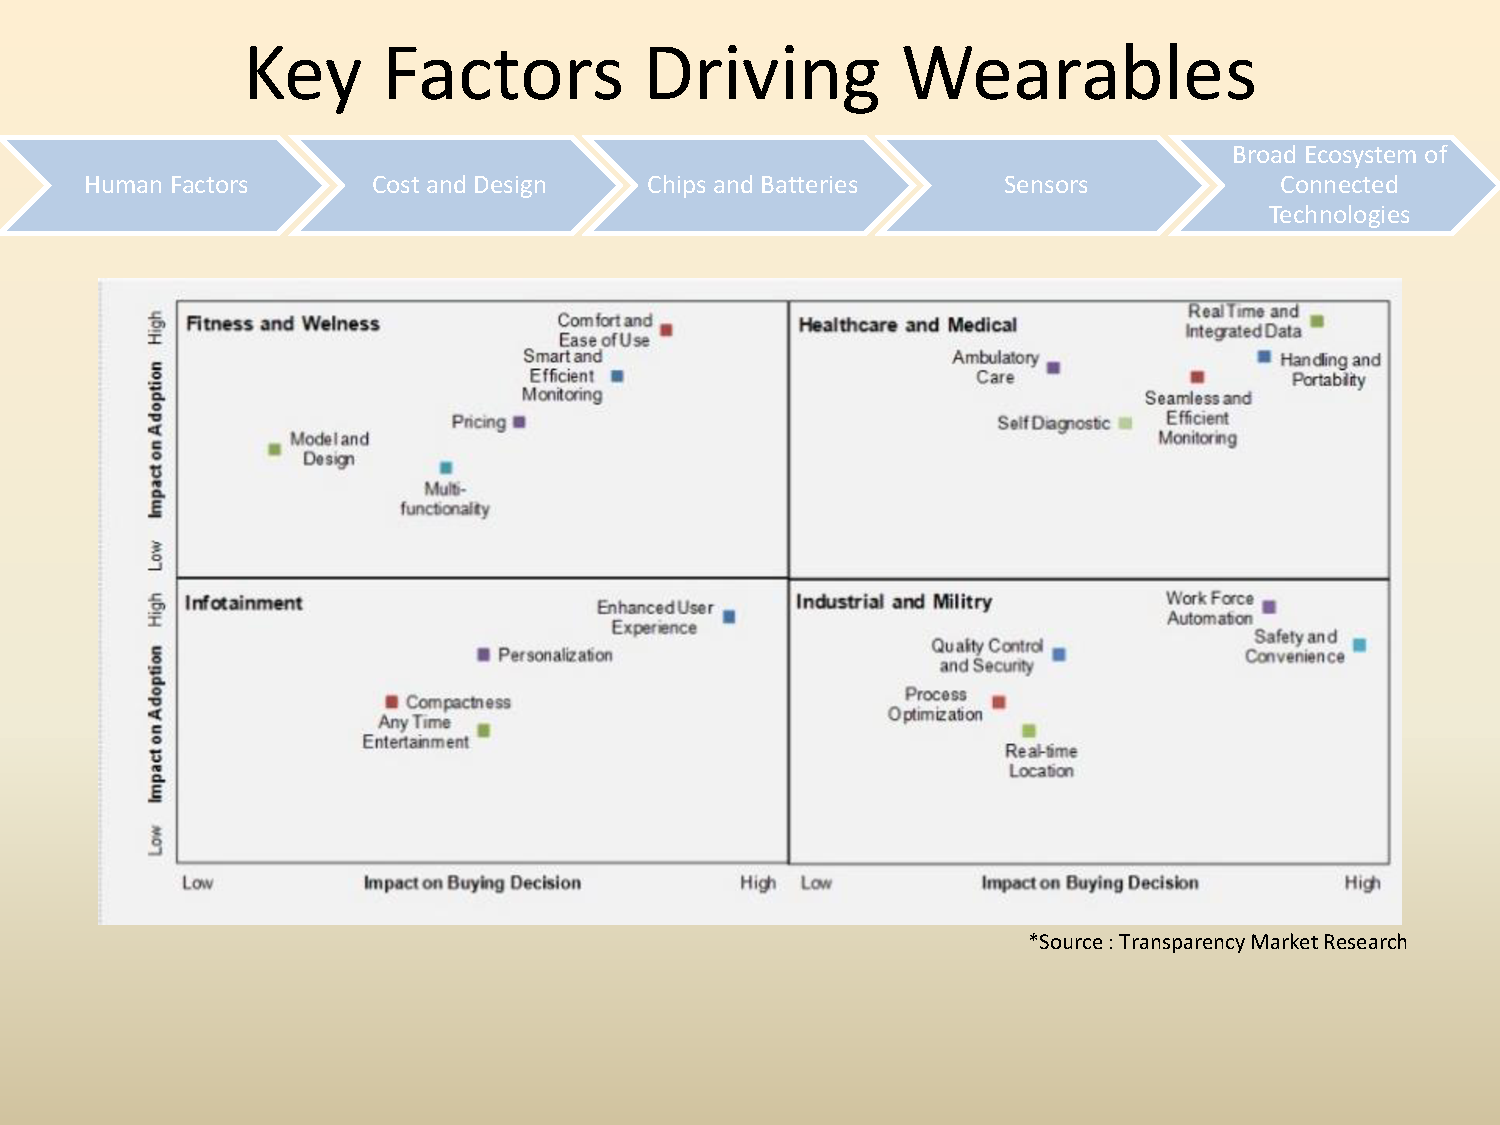 Key Factors Driving Wearables
Human Factors
Cost and Design
Chips and Batteries
Sensors
Broad Ecosystem of
Connected
Technologies
High
Impact on Adoption
Low
Fitness and Welness
Comfort and
Ease of Use
Smart and
Efficient
Monitoring
Pricing
Model and
Design
Multi-
functionality
Healthcare and Medical
Real Time and
Integrated Data
Ambulatory
Care
Handling and
Portability
Seamless and
Efficient
Monitoring
Self Diagnostic
High
Impact on Adoption
Low
Infotainment
Enhanced User
Experience
Personalization
Compactness
Any Time
Entertainment
Industrial and Militry
Work Force
Automation
Safety and
Convenience
Quality Control
and Security
Process
Optimization
Real-time
Location
Low
Impact on Buying Decision
High
Low
Impact on Buying Decision
High
*Source : Transparency Market Research